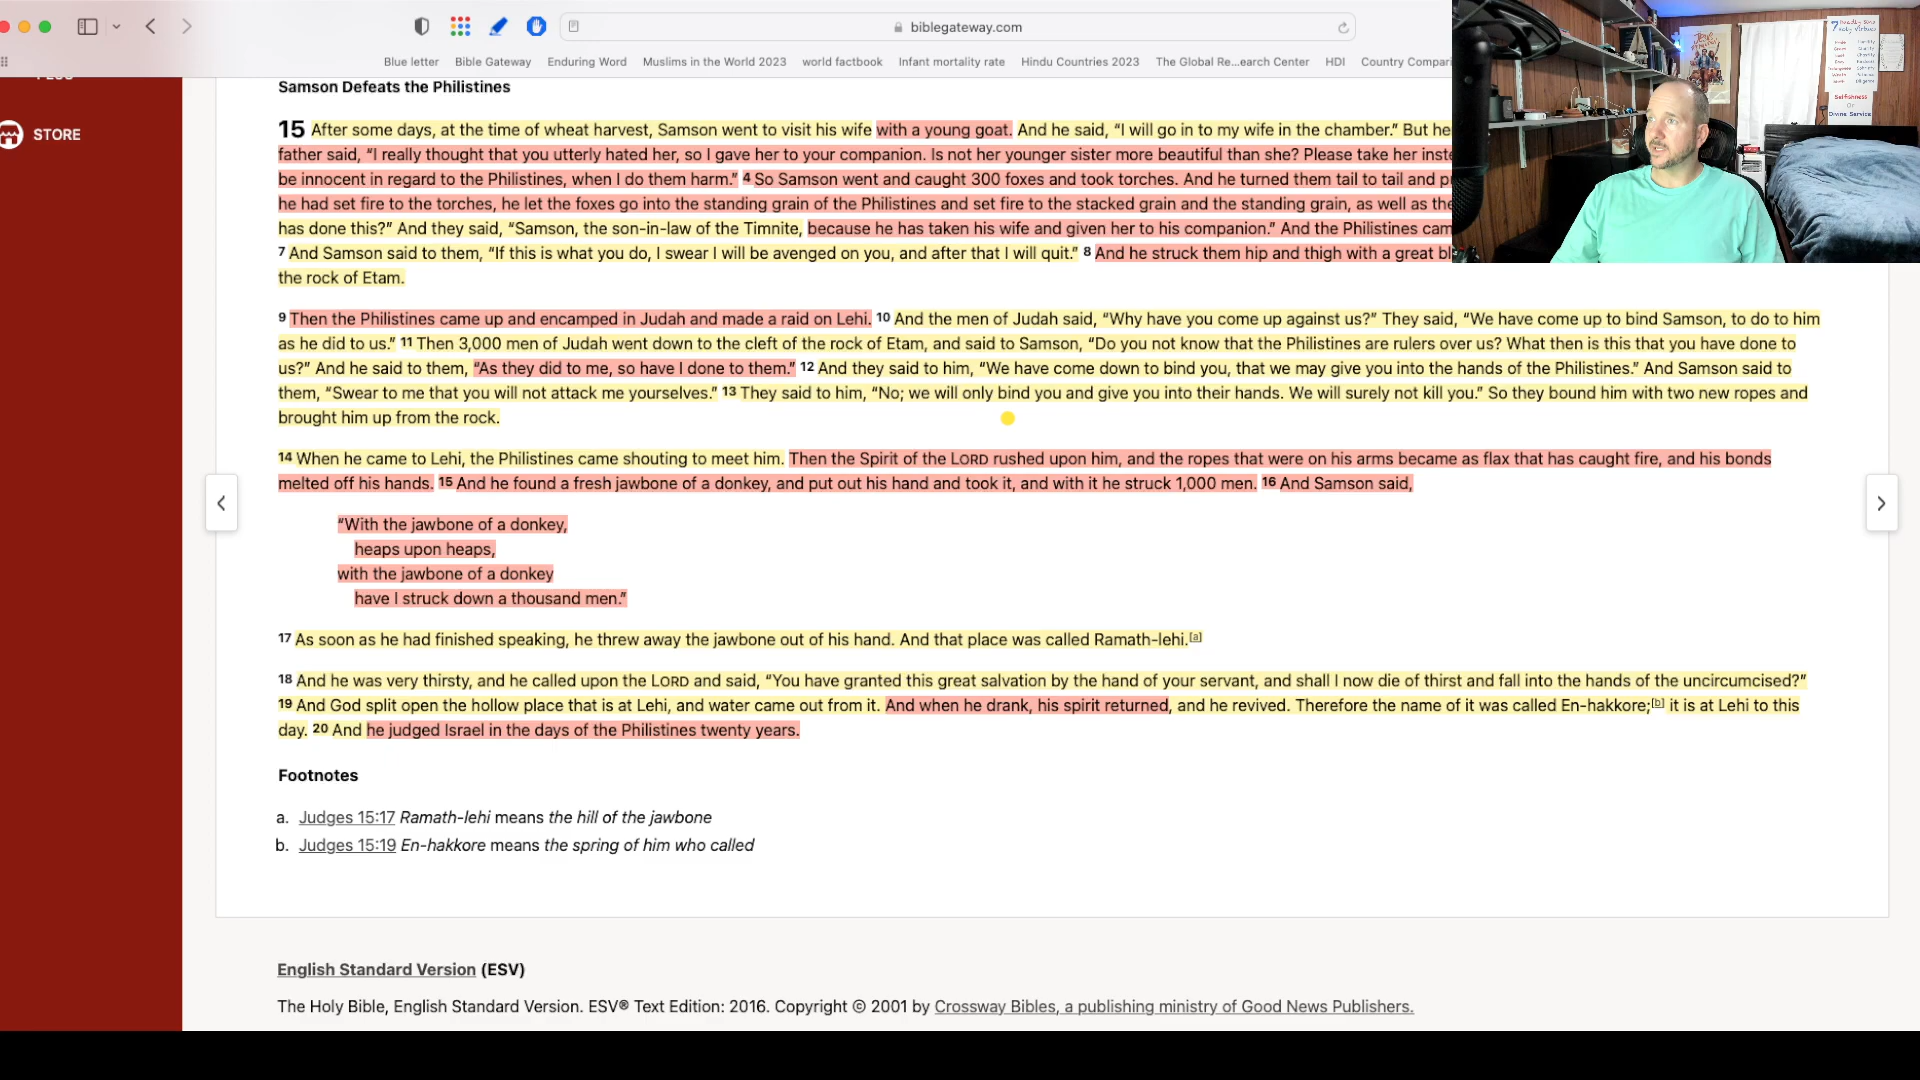 biblegateway.com
Blue letter Bible Gateway Enduring Word Muslims in the World 2023 world factbook Infant mortality rate Hindu Countries 2023 The Global Re...earch Center HDI Country Compari
STORE
Samson Defeats the Philistines
15 After some days, at the time of wheat harvest, Samson went to visit his wife with a young goat. And he said, “I will go in to my wife in the chamber.” But he
father said, “I really thought that you utterly hated her, so I gave her to your companion. Is not her younger sister more beautiful than she? Please take her inste
be innocent in regard to the Philistines, when I do them harm.” 4 So Samson went and caught 300 foxes and took torches. And he turned them tail to tail and p
he had set fire to the torches, he let the foxes go into the standing grain of the Philistines and set fire to the stacked grain and the standing grain, as well as the
has done this?” And they said, “Samson, the son-in-law of the Timnite, because he has taken his wife and given her to his companion.” And the Philistines cam
7 And Samson said to them, “If this is what you do, I swear I will be avenged on you, and after that I will quit.” 8 And he struck them hip and thigh with a great bl
the rock of Etam.
9 Then the Philistines came up and encamped in Judah and made a raid on Lehi. 10 And the men of Judah said, “Why have you come up against us?” They said, “We have come up to bind Samson, to do to him
as he did to us.” 11 Then 3,000 men of Judah went down to the cleft of the rock of Etam, and said to Samson, “Do you not know that the Philistines are rulers over us? What then is this that you have done to
us?” And he said to them, “As they did to me, so have I done to them.” 12 And they said to him, “We have come down to bind you, that we may give you into the hands of the Philistines.” And Samson said to
them, “Swear to me that you will not attack me yourselves.” 13 They said to him, “No; we will only bind you and give you into their hands. We will surely not kill you.” So they bound him with two new ropes and
brought him up from the rock.
14 When he came to Lehi, the Philistines came shouting to meet him. Then the Spirit of the LORD rushed upon him, and the ropes that were on his arms became as flax that has caught fire, and his bonds
melted off his hands. 15 And he found a fresh jawbone of a donkey, and put out his hand and took it, and with it he struck 1,000 men. 16 And Samson said,
“With the jawbone of a donkey,
heaps upon heaps,
with the jawbone of a donkey
have I struck down a thousand men.”
17 As soon as he had finished speaking, he threw away the jawbone out of his hand. And that place was called Ramath-lehi.[a]
18 And he was very thirsty, and he called upon the LORD and said, “You have granted this great salvation by the hand of your servant, and shall I now die of thirst and fall into the hands of the uncircumcised?”
19 And God split open the hollow place that is at Lehi, and water came out from it. And when he drank, his spirit returned, and he revived. Therefore the name of it was called En-hakkore;[b] it is at Lehi to this
day. 20 And he judged Israel in the days of the Philistines twenty years.
Footnotes
a. Judges 15:17 Ramath-lehi means the hill of the jawbone
b. Judges 15:19 En-hakkore means the spring of him who called
English Standard Version (ESV)
The Holy Bible, English Standard Version. ESV® Text Edition: 2016. Copyright © 2001 by Crossway Bibles, a publishing ministry of Good News Publishers.